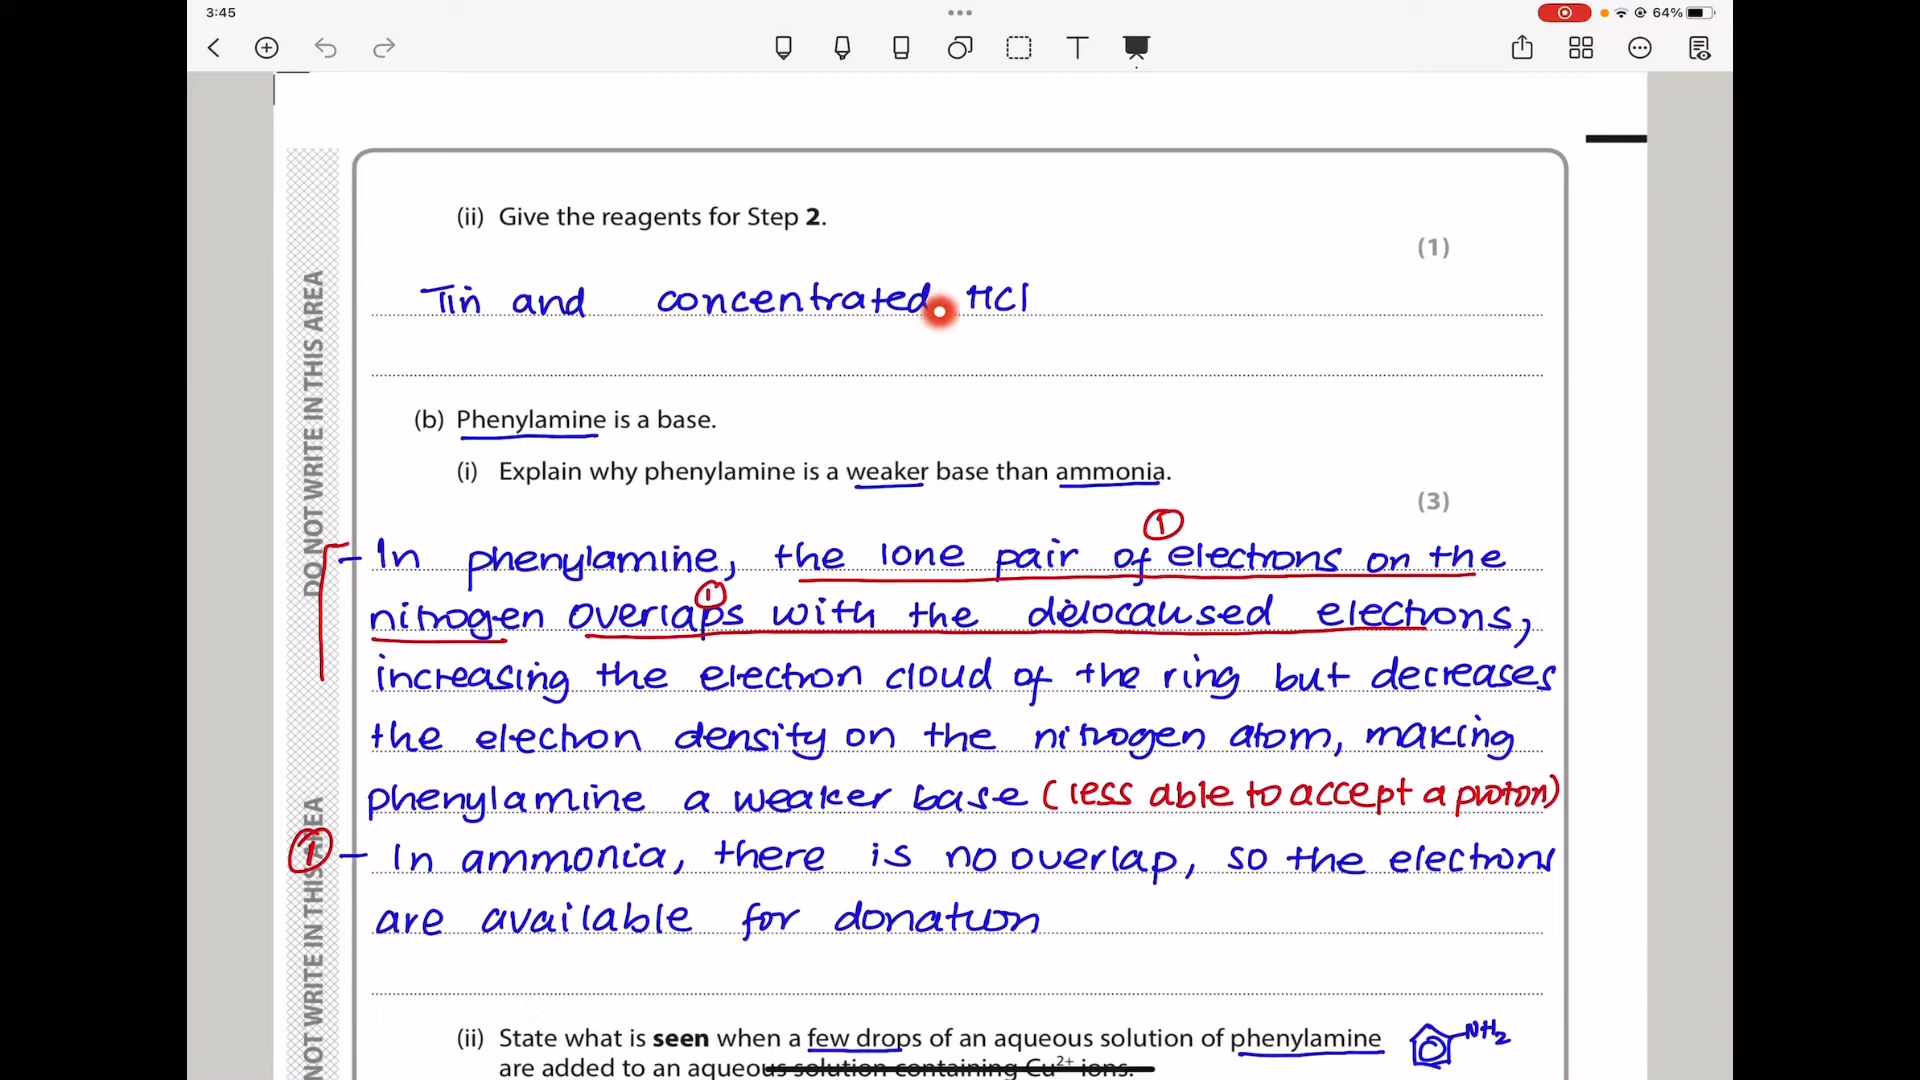 3:45
64%
(ii) Give the reagents for Step 2.
(1)
Tin and concentrated HCl
(b) Phenylamine is a base.
(i) Explain why phenylamine is a weaker base than ammonia.
(3)
①
- In phenylamine, the lone pair of electrons on the
①
nitrogen overlaps with the delocalised electrons,
increasing the electron cloud of the ring but decreases
the electron density on the nitrogen atom, making
phenylamine a weaker base (less able to accept a proton)
① - In ammonia, there is no overlap, so the electrons
are available for donation
(ii) State what is seen when a few drops of an aqueous solution of phenylamine
NH2
are added to an aqueous solution containing Cu²⁺ ions.
DO NOT WRITE IN THIS AREA
NOT WRITE IN THIS AREA